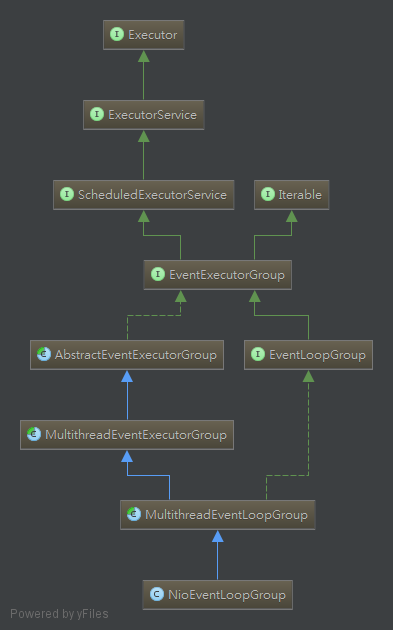 I Executor
I ExecutorService
I ScheduledExecutorService
I Iterable
I EventExecutorGroup
C AbstractEventExecutorGroup
I EventLoopGroup
C MultithreadEventExecutorGroup
C MultithreadEventLoopGroup
C NioEventLoopGroup
Powered by yFiles